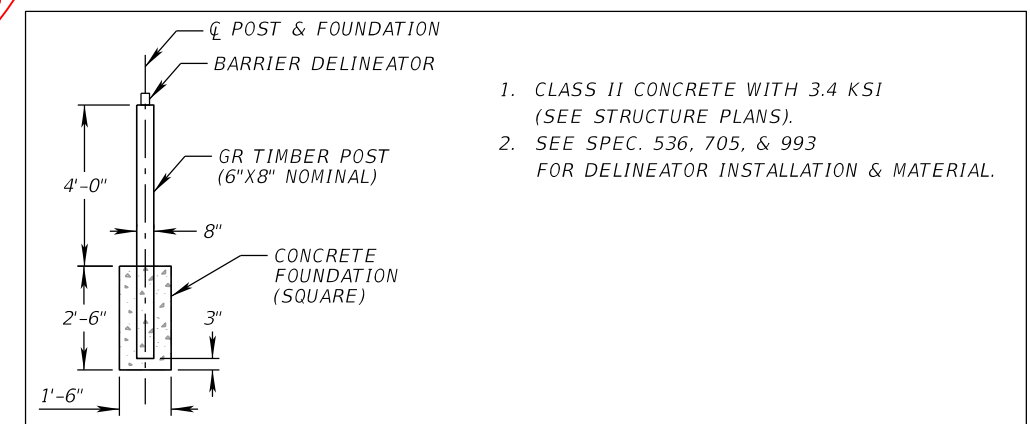 ℄ POST & FOUNDATION
BARRIER DELINEATOR
GR TIMBER POST
(6"X8" NOMINAL)
4'-0"
8"
CONCRETE
FOUNDATION
(SQUARE)
2'-6"
3"
1'-6"
1. CLASS II CONCRETE WITH 3.4 KSI
(SEE STRUCTURE PLANS).
2. SEE SPEC. 536, 705, & 993
FOR DELINEATOR INSTALLATION & MATERIAL.